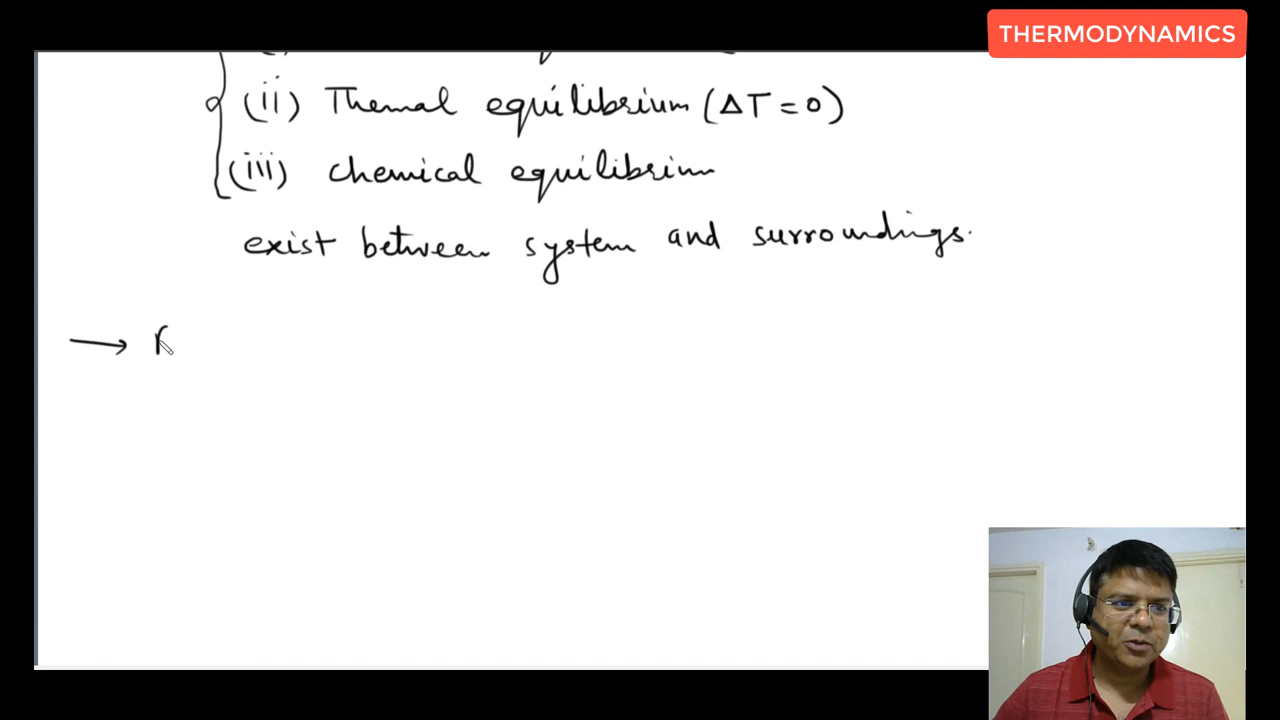 THERMODYNAMICS
(ii) Themal equilibrium (ΔT = 0)
(iii) chemical equilibrium
exist between system and surroundings.
→